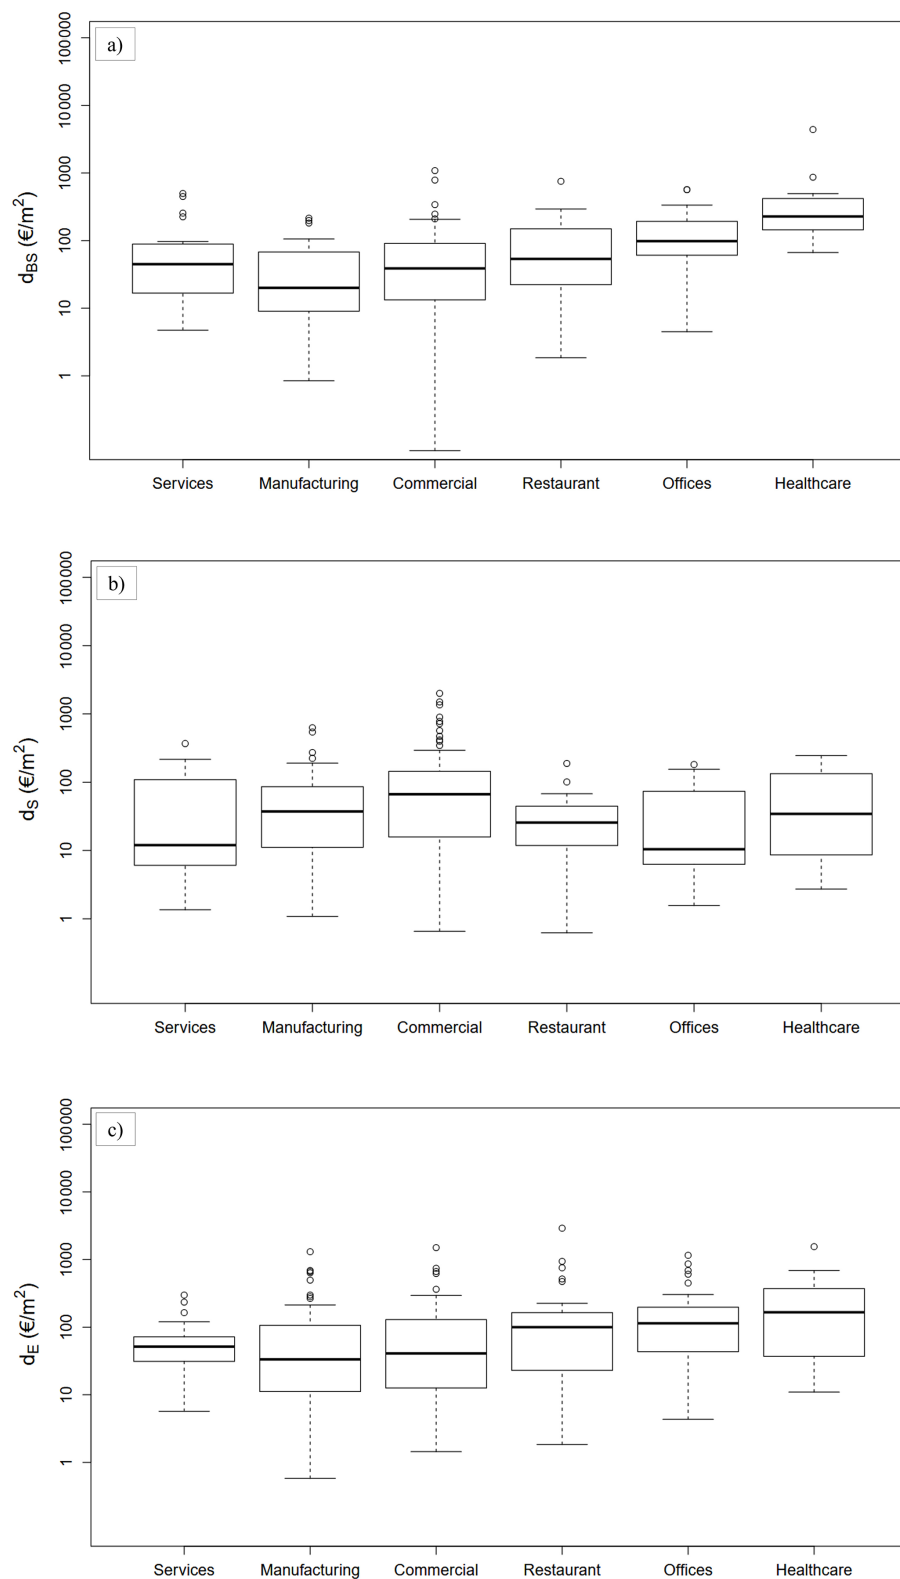 a)
100000
10000
1000
100
10
1
dBS (€/m²)
Services Manufacturing Commercial Restaurant Offices Healthcare
b)
100000
10000
1000
100
10
1
dS (€/m²)
Services Manufacturing Commercial Restaurant Offices Healthcare
c)
100000
10000
1000
100
10
1
dE (€/m²)
Services Manufacturing Commercial Restaurant Offices Healthcare